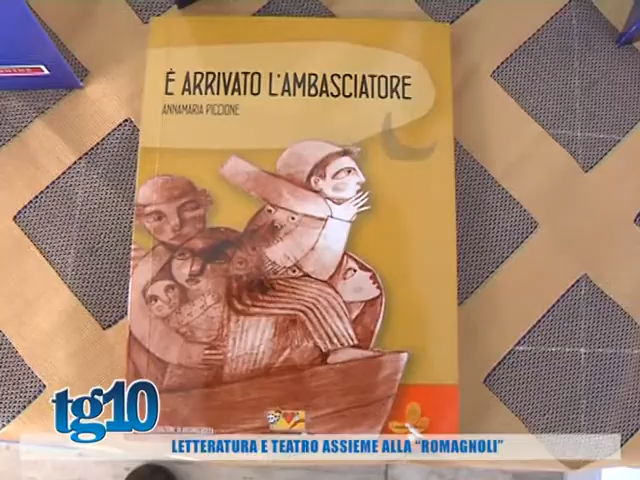 È ARRIVATO L'AMBASCIATORE
ANNAMARIA PICCIONE
tg10
LETTERATURA E TEATRO ASSIEME ALLA "ROMAGNOLI"